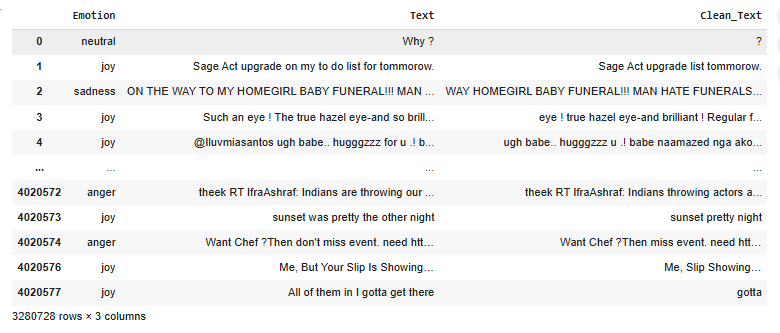 Emotion Text Clean_Text
0 neutral Why ? ?
1 joy Sage Act upgrade on my to do list for tommorow. Sage Act upgrade list tommorow.
2 sadness ON THE WAY TO MY HOMEGIRL BABY FUNERAL!!! MAN ... WAY HOMEGIRL BABY FUNERAL!!! MAN HATE FUNERALS...
3 joy Such an eye ! The true hazel eye-and so brill... eye ! true hazel eye-and brilliant ! Regular f...
4 joy @Iluvmiasantos ugh babe.. hugggzzz for u .! b... ugh babe.. hugggzzz u .! babe naamazed nga ako...
... ... ... ...
4020572 anger theek RT IfraAshraf: Indians are throwing our ... theek RT IfraAshraf: Indians throwing actors a...
4020573 joy sunset was pretty the other night sunset pretty night
4020574 anger Want Chef ?Then don't miss event. need htt... Want Chef ?Then miss event. need htt...
4020576 joy Me, But Your Slip Is Showing... Me, Slip Showing...
4020577 joy All of them in I gotta get there gotta
3280728 rows × 3 columns